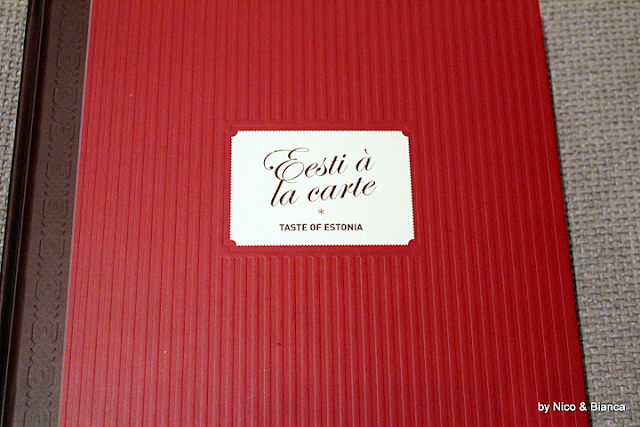 Eesti à
la carte
*
TASTE OF ESTONIA
by Nico & Bianca